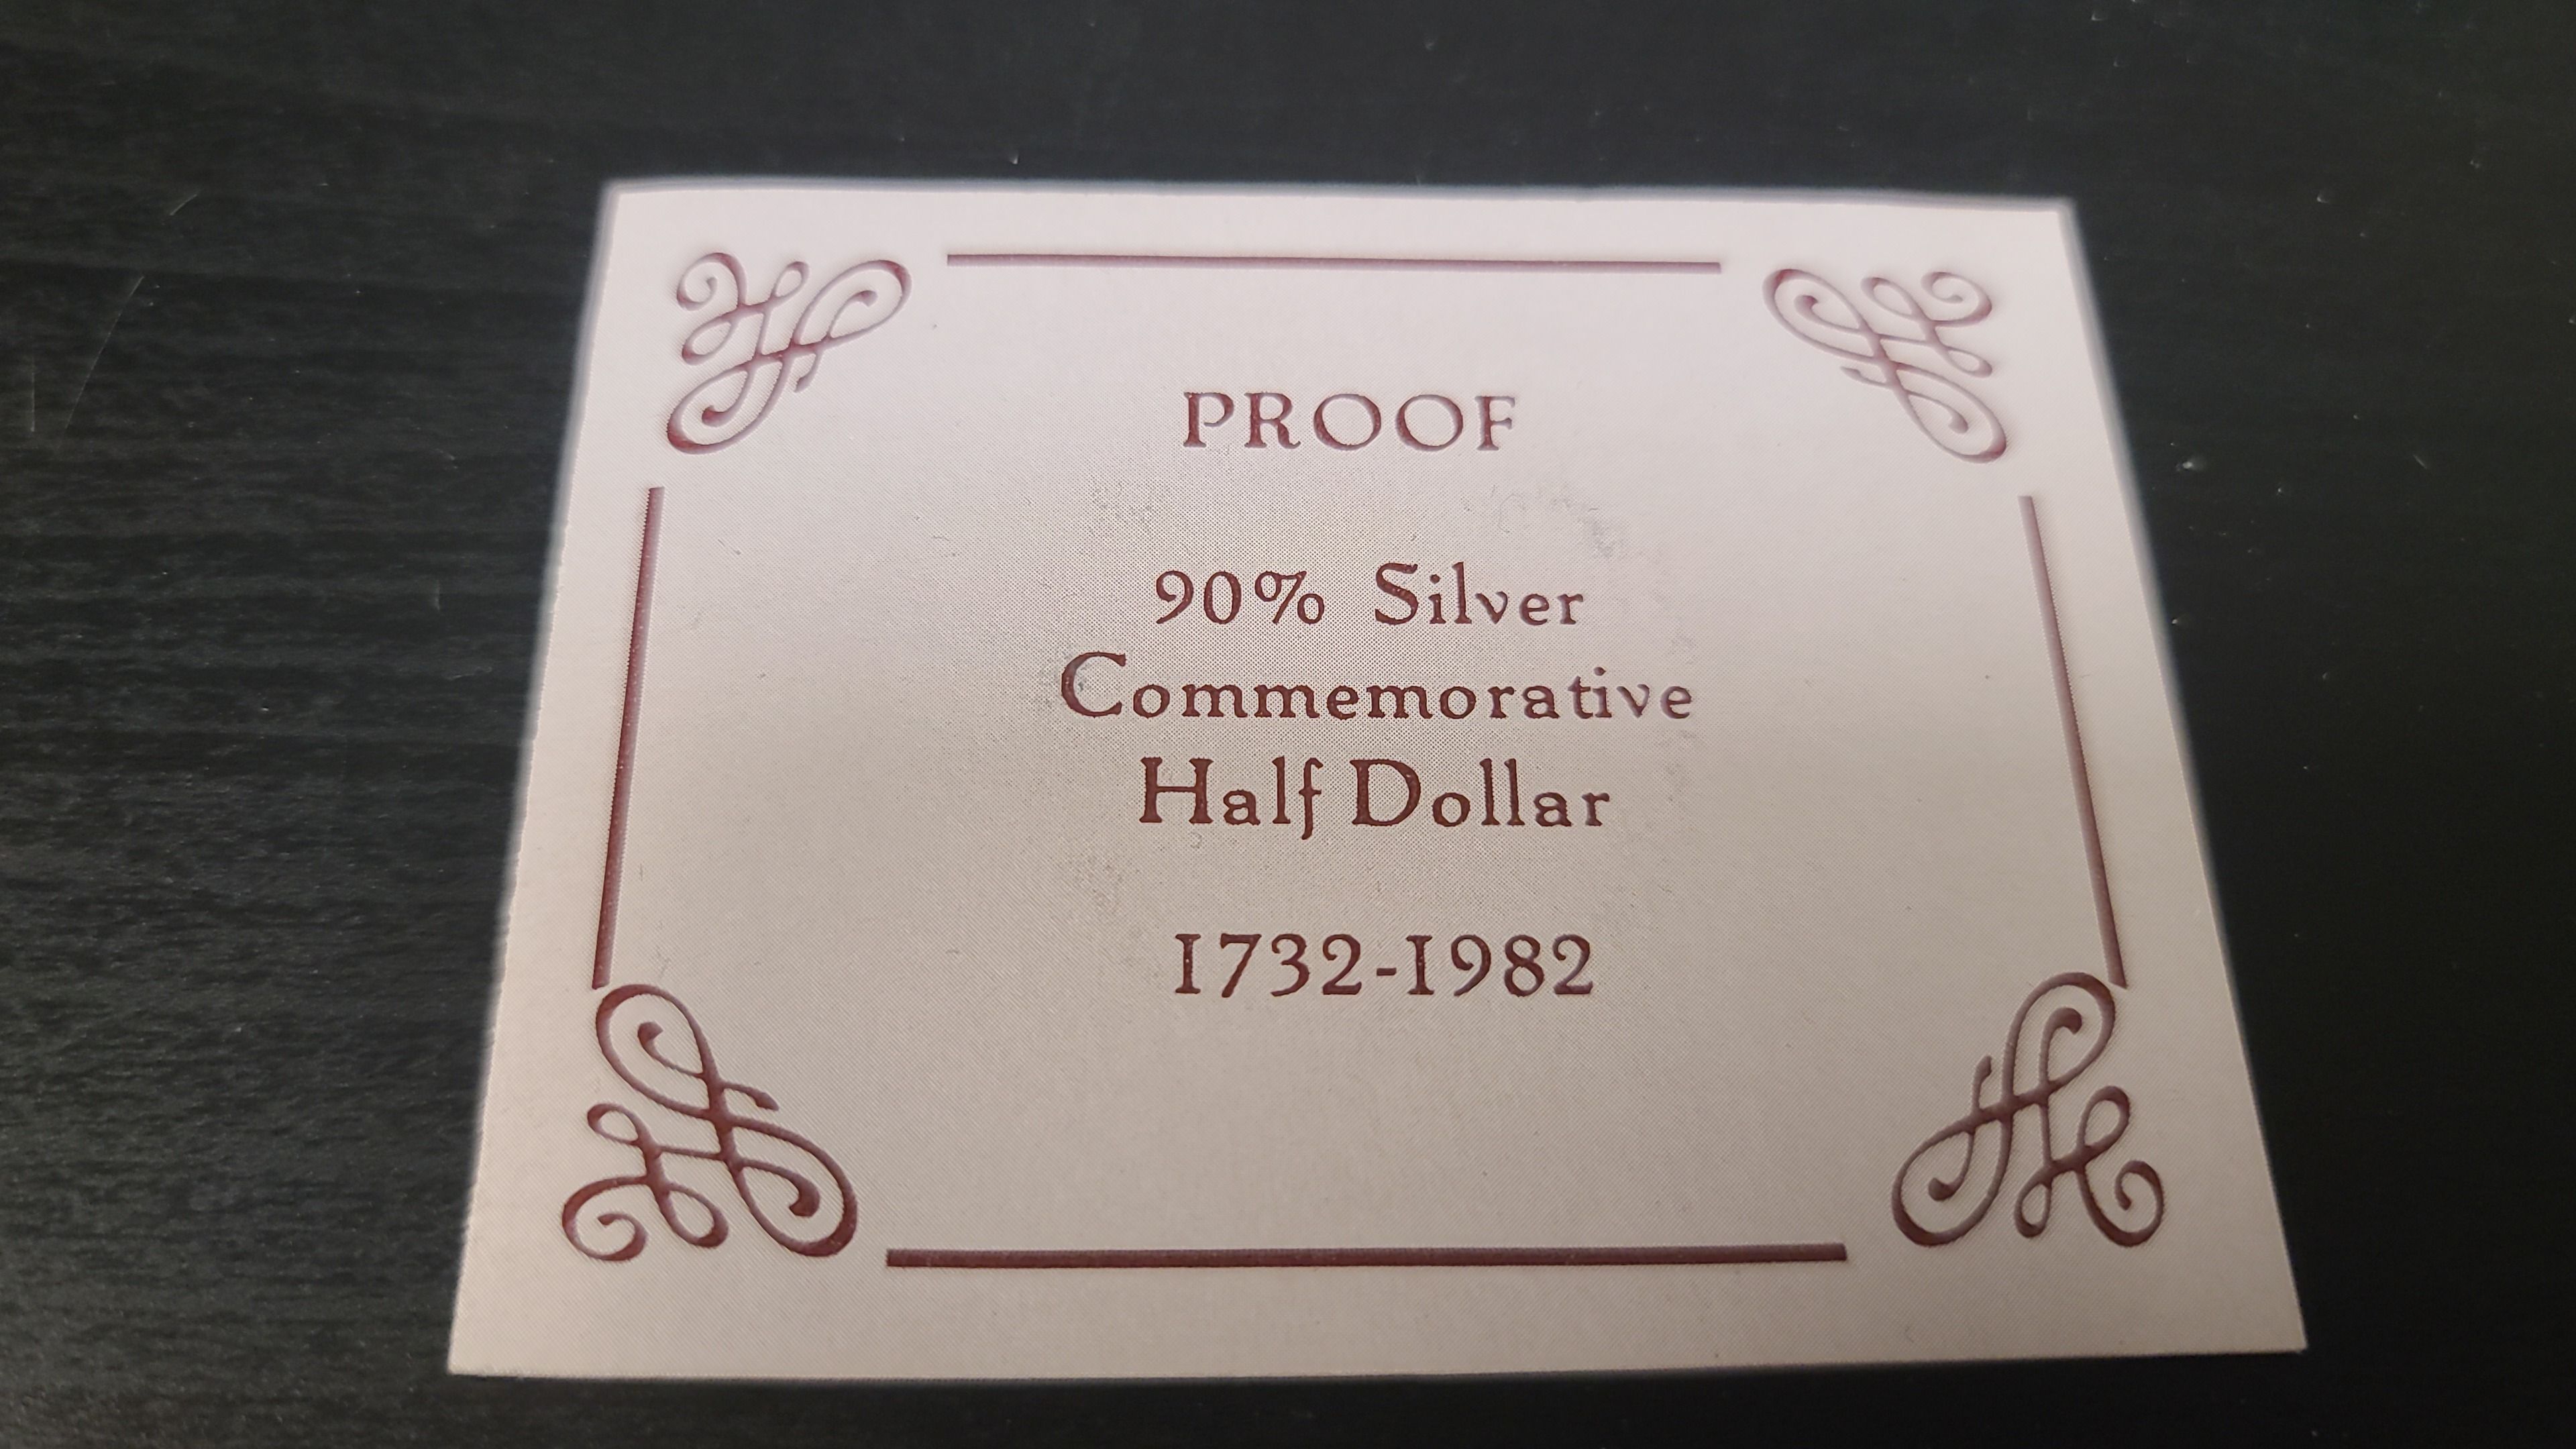 PROOF
90% Silver
Commemorative
Half Dollar
1732-1982